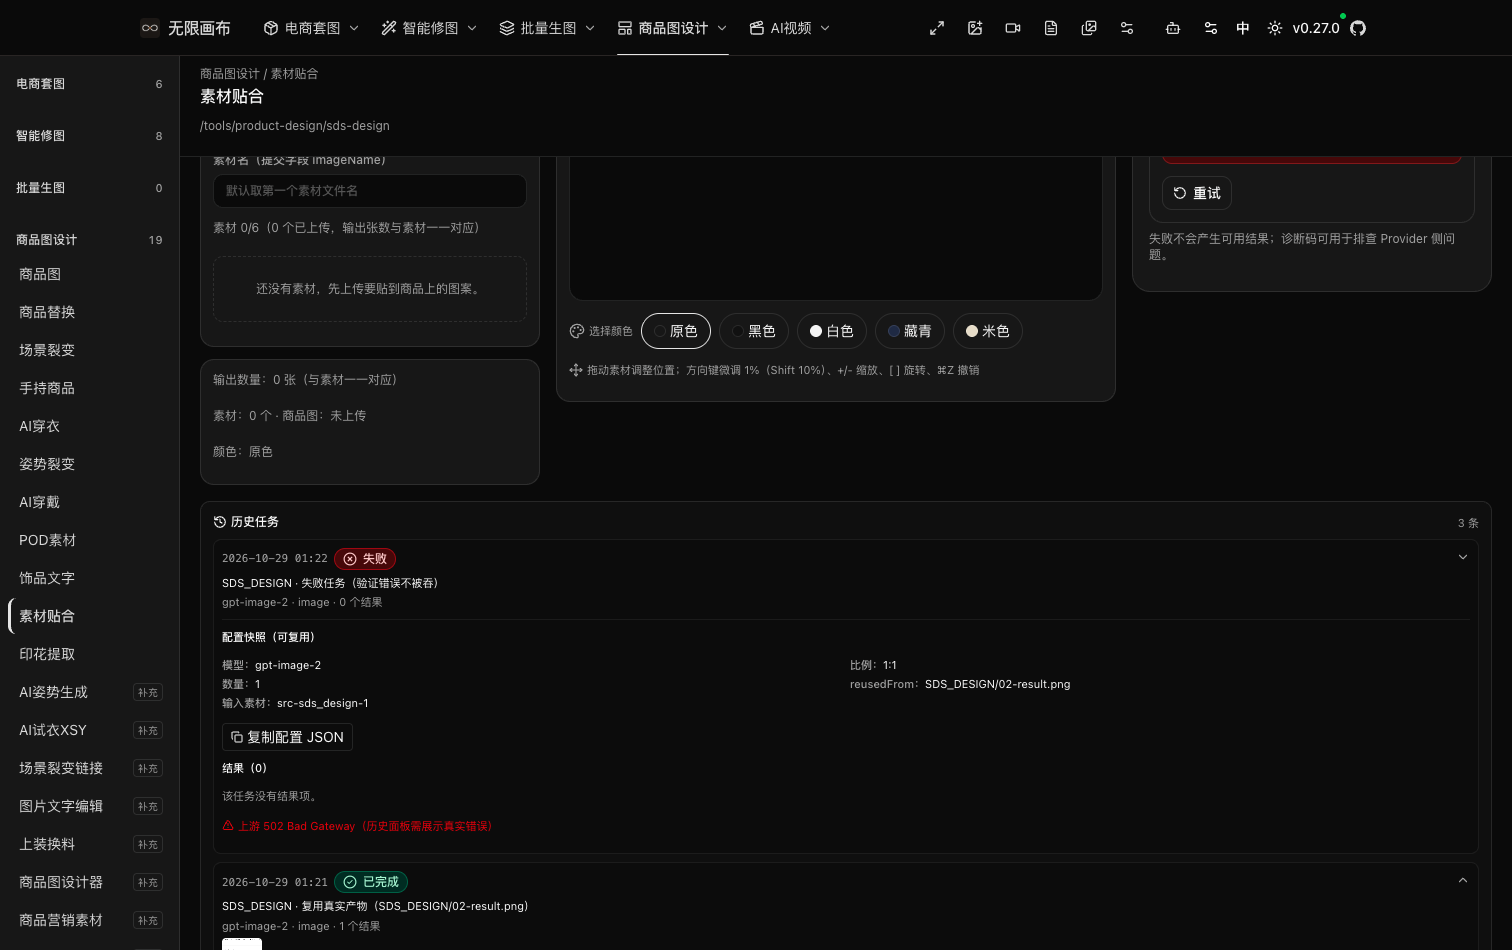 无限画布
电商套图
智能修图
批量生图
商品图设计
AI视频
中
v0.27.0
电商套图 6
智能修图 8
批量生图 0
商品图设计 19
商品图
商品替换
场景裂变
手持商品
AI穿衣
姿势裂变
AI穿戴
POD素材
饰品文字
素材贴合
印花提取
AI姿势生成 补充
AI试衣XSY 补充
场景裂变链接 补充
图片文字编辑 补充
上装换料 补充
商品图设计器 补充
商品营销素材 补充
商品图设计 / 素材贴合
素材贴合
/tools/product-design/sds-design
素材名（提交字段 imageName）
默认取第一个素材文件名
素材 0/6（0 个已上传，输出张数与素材一一对应）
还没有素材，先上传要贴到商品上的图案。
输出数量：0 张（与素材一一对应）
素材：0 个 · 商品图：未上传
颜色：原色
选择颜色
原色
黑色
白色
藏青
米色
拖动素材调整位置；方向键微调 1%（Shift 10%）、+/- 缩放、[ ] 旋转、⌘Z 撤销
重试
失败不会产生可用结果；诊断码可用于排查 Provider 侧问
题。
历史任务
3 条
2026-10-29 01:22 失败
SDS_DESIGN · 失败任务（验证错误不被吞）
gpt-image-2 · image · 0 个结果
配置快照（可复用）
模型：gpt-image-2
比例：1:1
数量：1
reusedFrom：SDS_DESIGN/02-result.png
输入素材：src-sds_design-1
复制配置 JSON
结果（0）
该任务没有结果项。
上游 502 Bad Gateway（历史面板需展示真实错误）
2026-10-29 01:21 已完成
SDS_DESIGN · 复用真实产物（SDS_DESIGN/02-result.png）
gpt-image-2 · image · 1 个结果